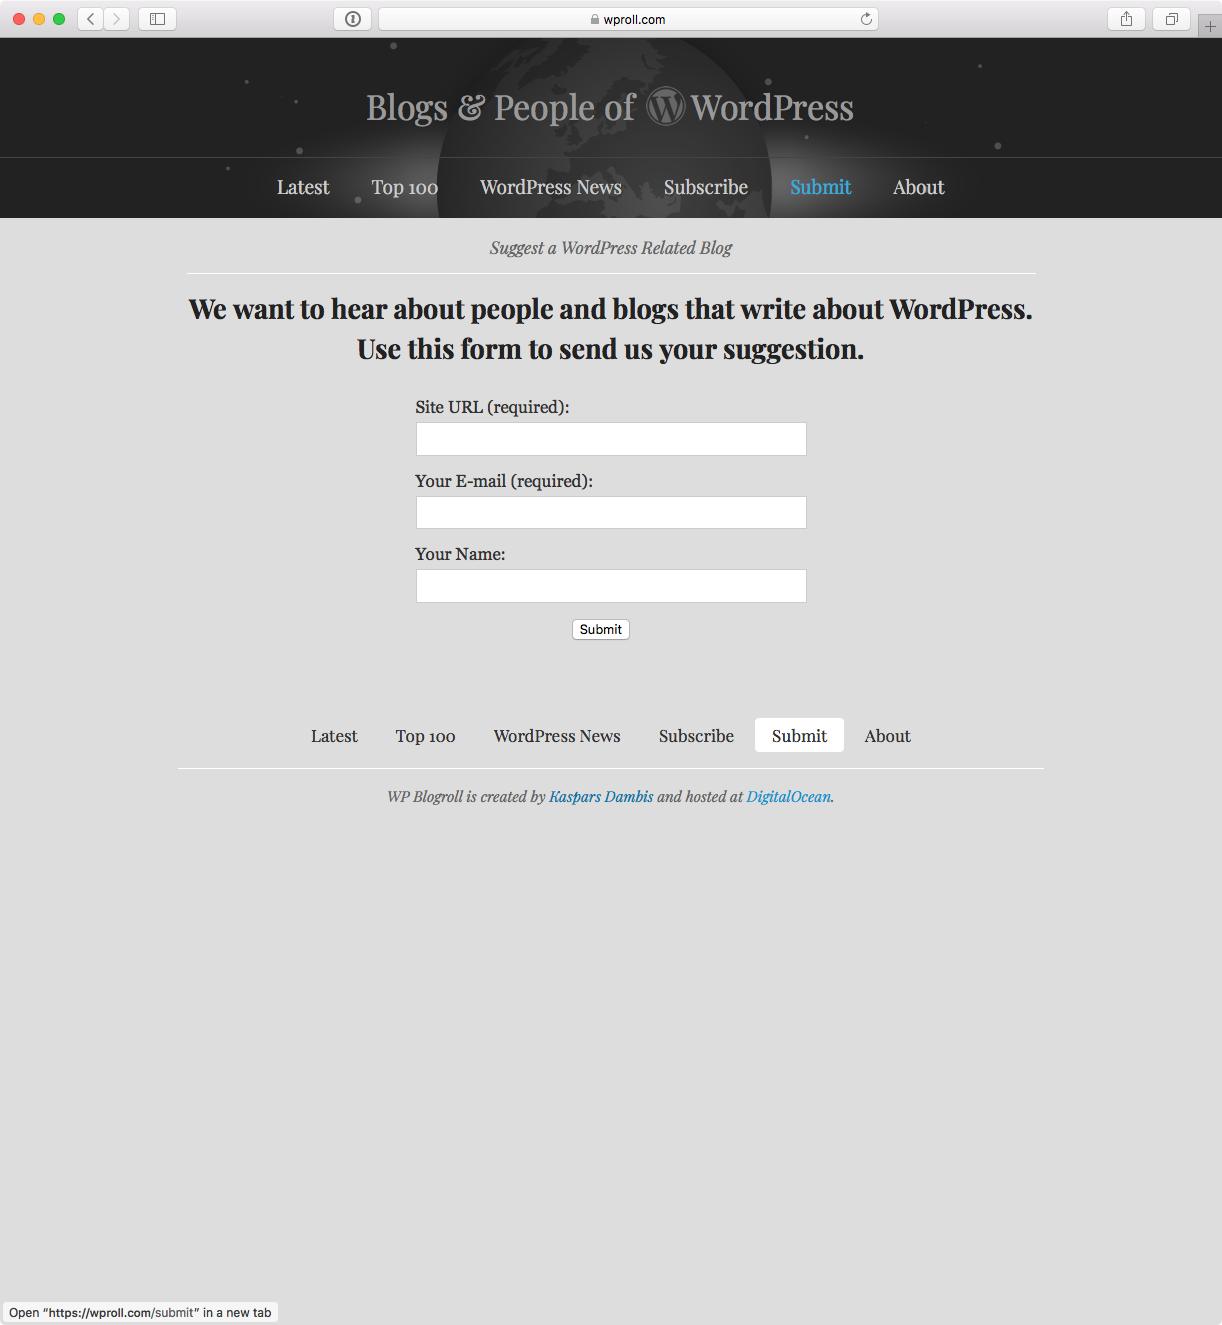 wproll.com
Blogs & People of WordPress
Latest Top 100 WordPress News Subscribe Submit About
Suggest a WordPress Related Blog
We want to hear about people and blogs that write about WordPress.
Use this form to send us your suggestion.
Site URL (required):
Your E-mail (required):
Your Name:
Submit
Latest Top 100 WordPress News Subscribe Submit About
WP Blogroll is created by Kaspars Dambis and hosted at DigitalOcean.
Open “https://wproll.com/submit” in a new tab